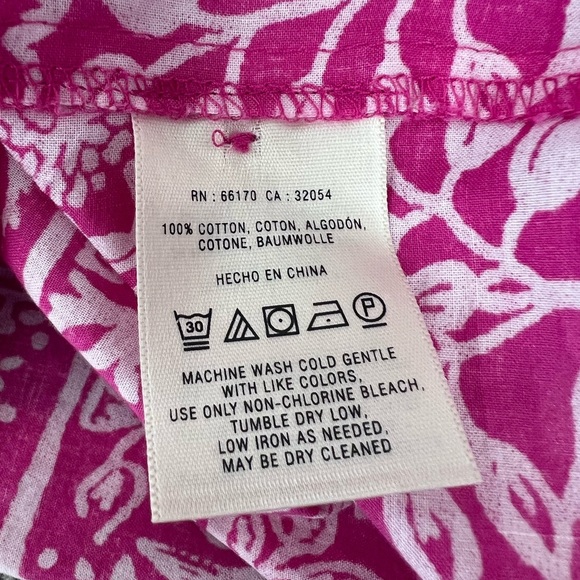 RN : 66170 CA : 32054
100% COTTON, COTON, ALGODÓN,
COTONE, BAUMWOLLE
HECHO EN CHINA
30 P
MACHINE WASH COLD GENTLE
WITH LIKE COLORS,
USE ONLY NON-CHLORINE BLEACH,
TUMBLE DRY LOW,
LOW IRON AS NEEDED,
MAY BE DRY CLEANED